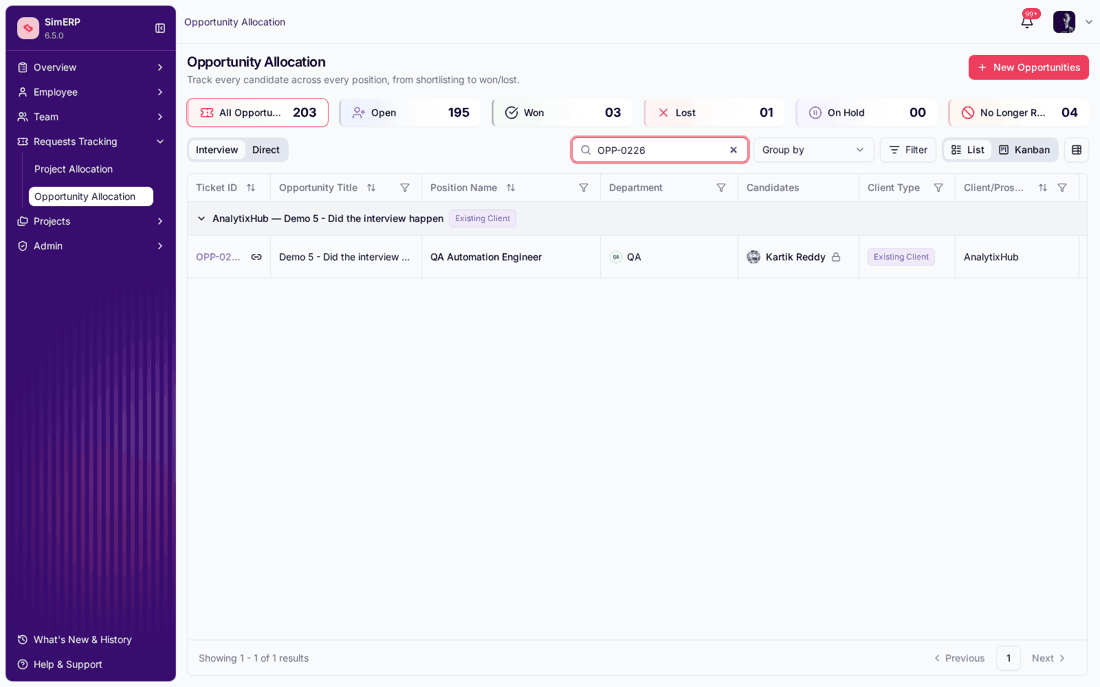 SimERP
6.5.0
Overview
Employee
Team
Requests Tracking
Project Allocation
Opportunity Allocation
Projects
Admin
What's New & History
Help & Support
Opportunity Allocation
99+
Opportunity Allocation
Track every candidate across every position, from shortlisting to won/lost.
New Opportunities
All Opportu... 203
Open 195
Won 03
Lost 01
On Hold 00
No Longer R... 04
Interview Direct
OPP-0226
Group by
Filter
List Kanban
Ticket ID Opportunity Title Position Name Department Candidates Client Type Client/Pros...
AnalytixHub — Demo 5 - Did the interview happen Existing Client
OPP-02... Demo 5 - Did the interview ... QA Automation Engineer QA QA Kartik Reddy Existing Client AnalytixHub
Showing 1 - 1 of 1 results
Previous 1 Next